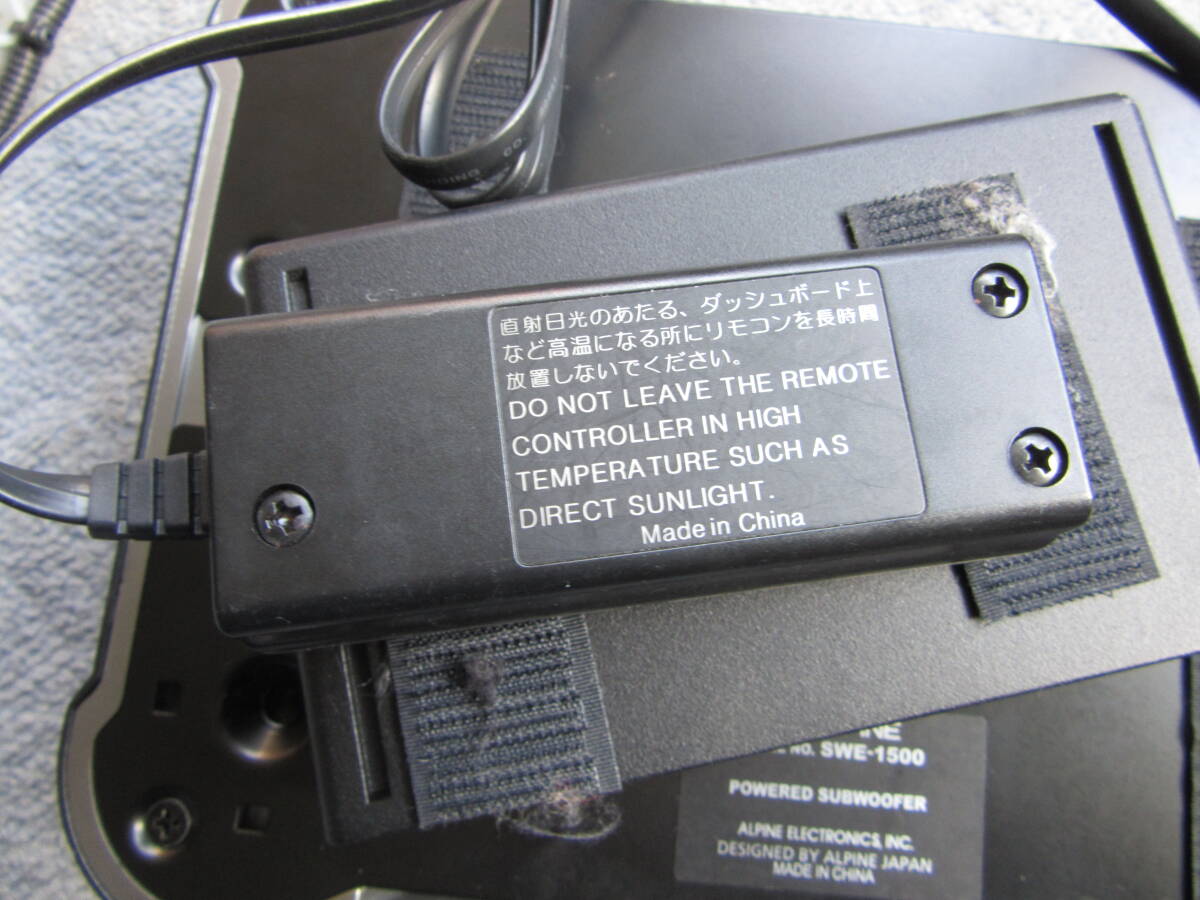 直射日光のあたる、ダッシュボード上
など高温になる所にリモコンを長時間
放置しないでください。
DO NOT LEAVE THE REMOTE
CONTROLLER IN HIGH
TEMPERATURE SUCH AS
DIRECT SUNLIGHT.
Made in China
NO. SWE-1500
POWERED SUBWOOFER
ALPINE ELECTRONICS, INC.
DESIGNED BY ALPINE JAPAN
MADE IN CHINA